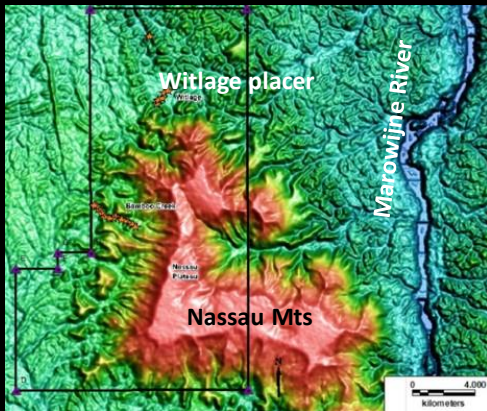 Witlage placer
Witlage
Marowijne River
Bamboo Creek
Nassau
Plateau
Nassau Mts
N
0 4.000
kilometers